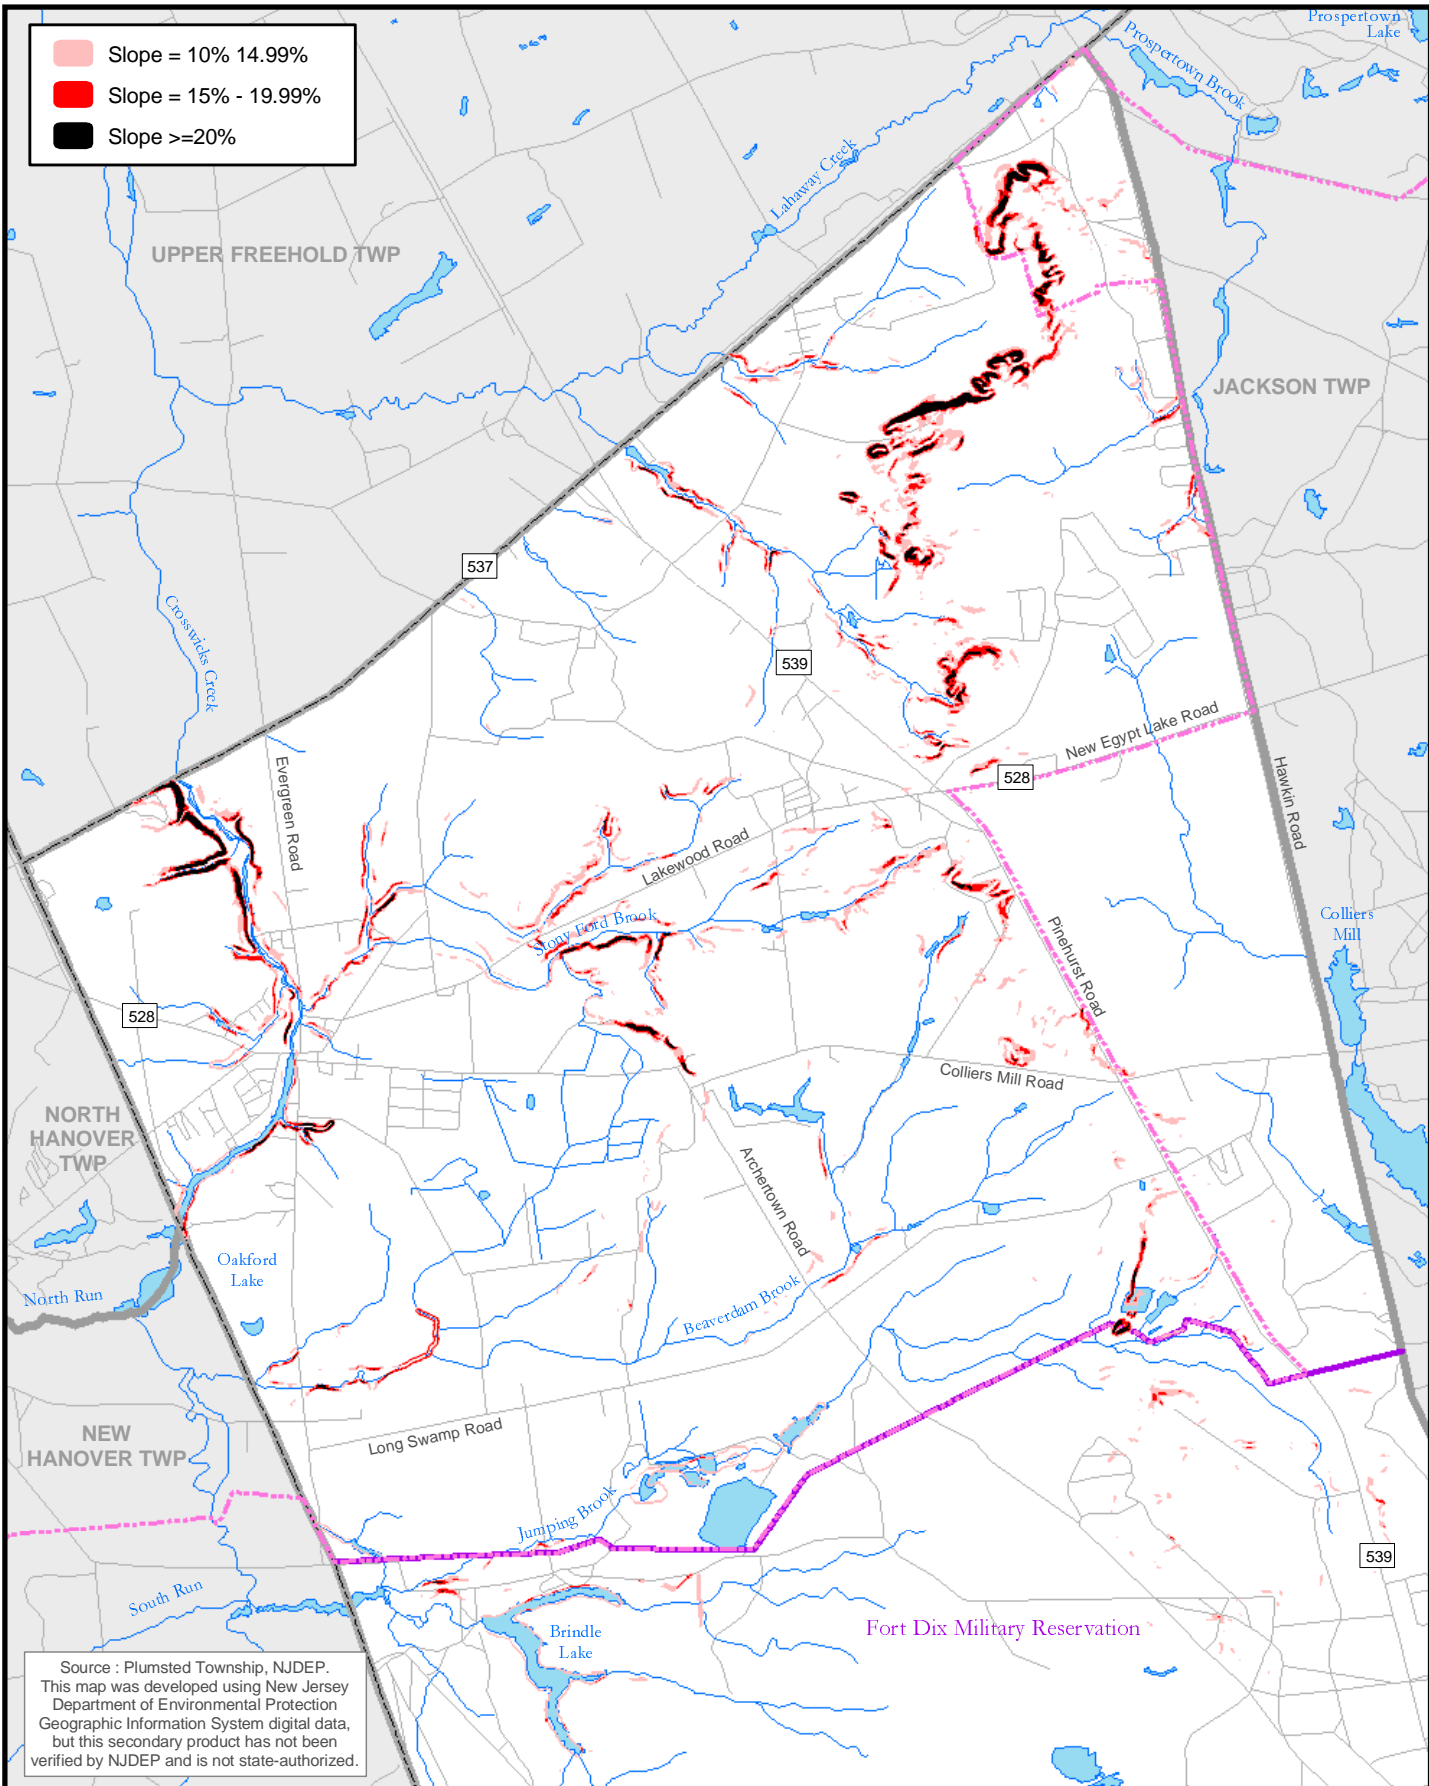 Slope = 10% 14.99%
Slope = 15% - 19.99%
Slope >=20%
Prospertown
Lake
Prospertown Brook
Lahaway Creek
UPPER FREEHOLD TWP
JACKSON TWP
537
Crosswicks Creek
539
New Egypt Lake Road
528
Evergreen Road
Hawkin Road
Lakewood Road
Stony Ford Brook
Colliers
Mill
Pinehurst Road
528
Colliers Mill Road
NORTH
HANOVER
TWP
Archertown Road
Oakford
Lake
North Run
Beaverdam Brook
NEW
HANOVER TWP
Long Swamp Road
Jumping Brook
539
South Run
Brindle
Lake
Fort Dix Military Reservation
Source : Plumsted Township, NJDEP.
This map was developed using New Jersey
Department of Environmental Protection
Geographic Information System digital data,
but this secondary product has not been
verified by NJDEP and is not state-authorized.